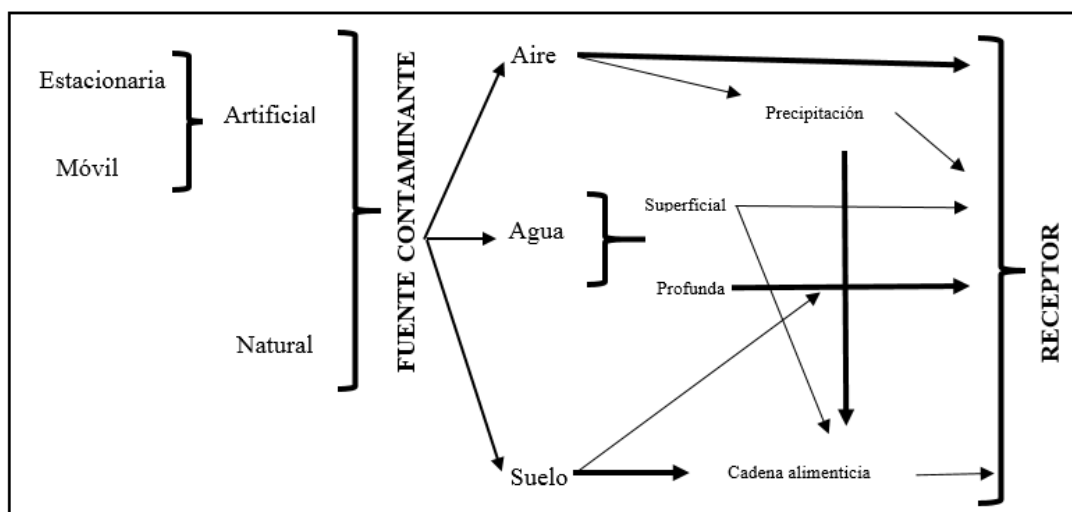 Estacionaria
Móvil
Artificial
Natural
FUENTE CONTAMINANTE
Aire
Agua
Suelo
Precipitación
Superficial
Profunda
Cadena alimenticia
RECEPTOR